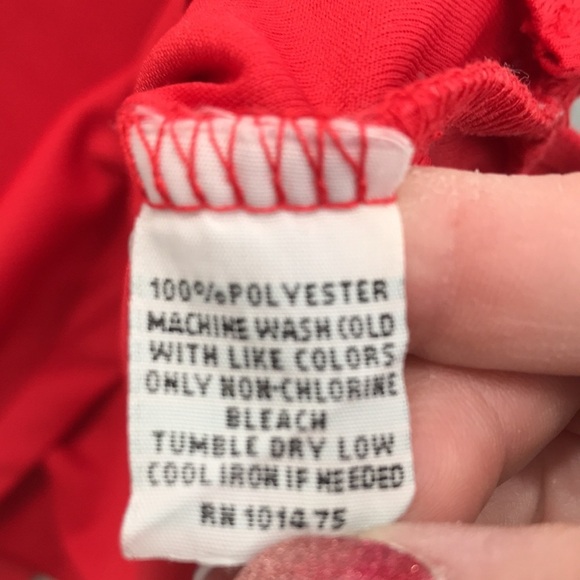 100% POLYESTER
MACHINE WASH COLD
WITH LIKE COLORS
ONLY NON-CHLORINE
BLEACH
TUMBLE DRY LOW
COOL IRON IF NEEDED
RN 101475